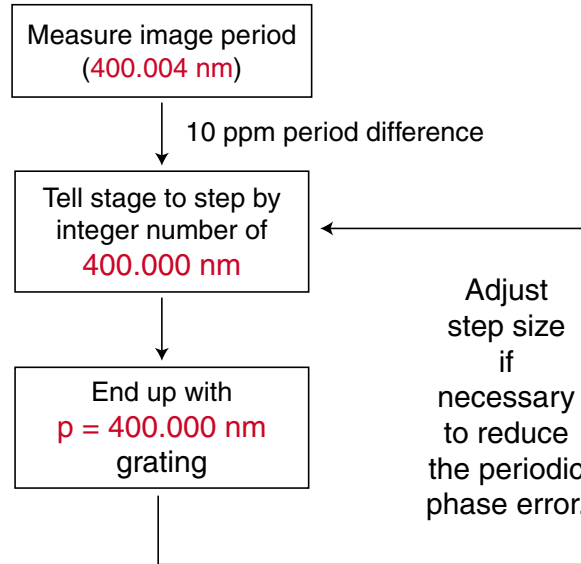 Measure image period
(400.004 nm)
10 ppm period difference
Tell stage to step by
integer number of
400.000 nm
End up with
p = 400.000 nm
grating
Adjust
step size
if
necessary
to reduce
the periodic
phase error.